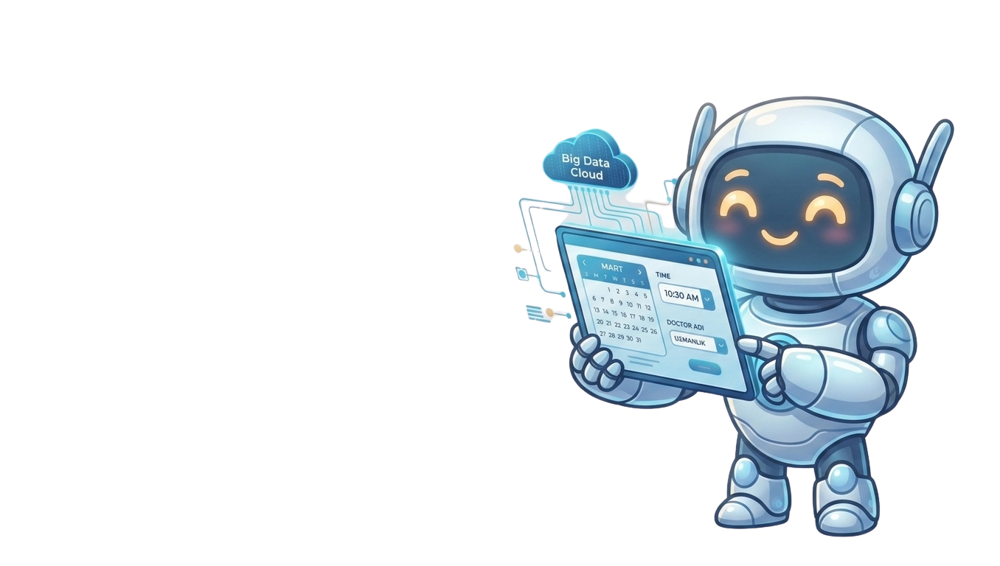 Big Data
Cloud
MART
S M T W T S S
1 2 3 4 5
6 7 8 9 10 11 12
13 14 15 16 17 18 19
20 21 22 23 24 25 26
27 28 29 30 31
TIME
10:30 AM
DOCTOR ADI